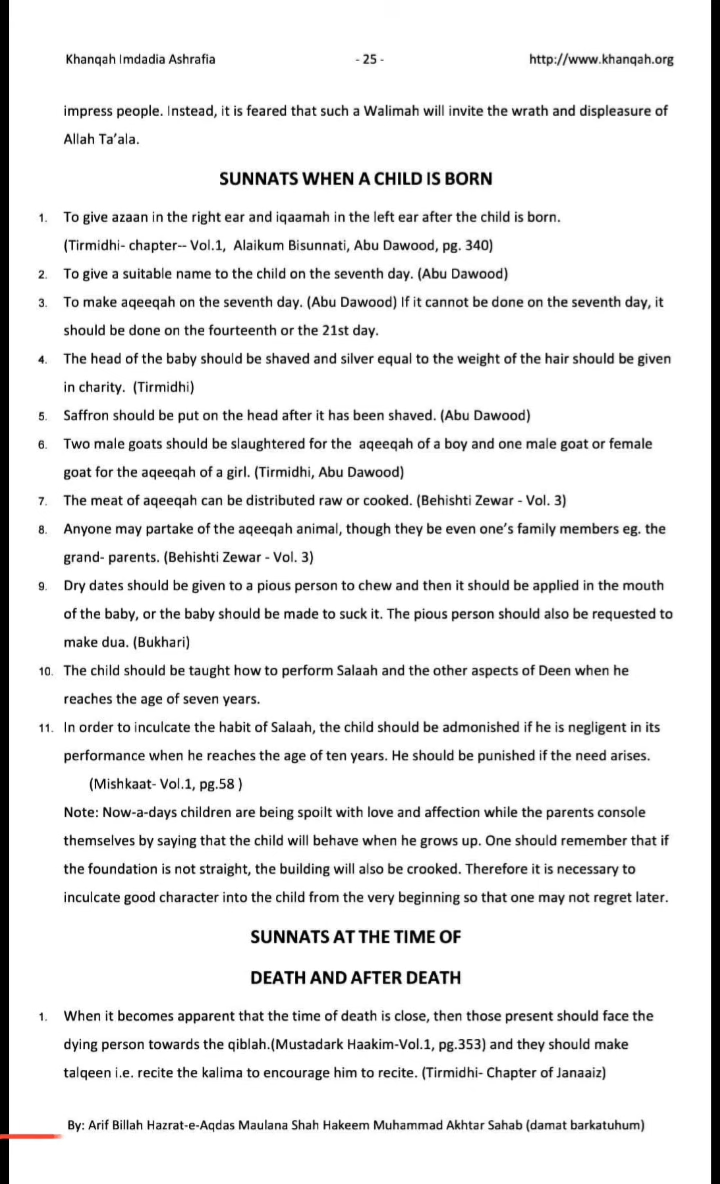 Khanqah Imdadia Ashrafia - 25 - http://www.khanqah.org
impress people. Instead, it is feared that such a Walimah will invite the wrath and displeasure of
Allah Ta'ala.
SUNNATS WHEN A CHILD IS BORN
1. To give azaan in the right ear and iqaamah in the left ear after the child is born.
(Tirmidhi- chapter-- Vol.1, Alaikum Bisunnati, Abu Dawood, pg. 340)
2. To give a suitable name to the child on the seventh day. (Abu Dawood)
3. To make aqeeqah on the seventh day. (Abu Dawood) If it cannot be done on the seventh day, it
should be done on the fourteenth or the 21st day.
4. The head of the baby should be shaved and silver equal to the weight of the hair should be given
in charity. (Tirmidhi)
5. Saffron should be put on the head after it has been shaved. (Abu Dawood)
6. Two male goats should be slaughtered for the aqeeqah of a boy and one male goat or female
goat for the aqeeqah of a girl. (Tirmidhi, Abu Dawood)
7. The meat of aqeeqah can be distributed raw or cooked. (Behishti Zewar - Vol. 3)
8. Anyone may partake of the aqeeqah animal, though they be even one's family members eg. the
grand- parents. (Behishti Zewar - Vol. 3)
9. Dry dates should be given to a pious person to chew and then it should be applied in the mouth
of the baby, or the baby should be made to suck it. The pious person should also be requested to
make dua. (Bukhari)
10. The child should be taught how to perform Salaah and the other aspects of Deen when he
reaches the age of seven years.
11. In order to inculcate the habit of Salaah, the child should be admonished if he is negligent in its
performance when he reaches the age of ten years. He should be punished if the need arises.
(Mishkaat- Vol.1, pg.58 )
Note: Now-a-days children are being spoilt with love and affection while the parents console
themselves by saying that the child will behave when he grows up. One should remember that if
the foundation is not straight, the building will also be crooked. Therefore it is necessary to
inculcate good character into the child from the very beginning so that one may not regret later.
SUNNATS AT THE TIME OF
DEATH AND AFTER DEATH
1. When it becomes apparent that the time of death is close, then those present should face the
dying person towards the qiblah.(Mustadark Haakim-Vol.1, pg.353) and they should make
talqeen i.e. recite the kalima to encourage him to recite. (Tirmidhi- Chapter of Janaaiz)
By: Arif Billah Hazrat-e-Aqdas Maulana Shah Hakeem Muhammad Akhtar Sahab (damat barkatuhum)